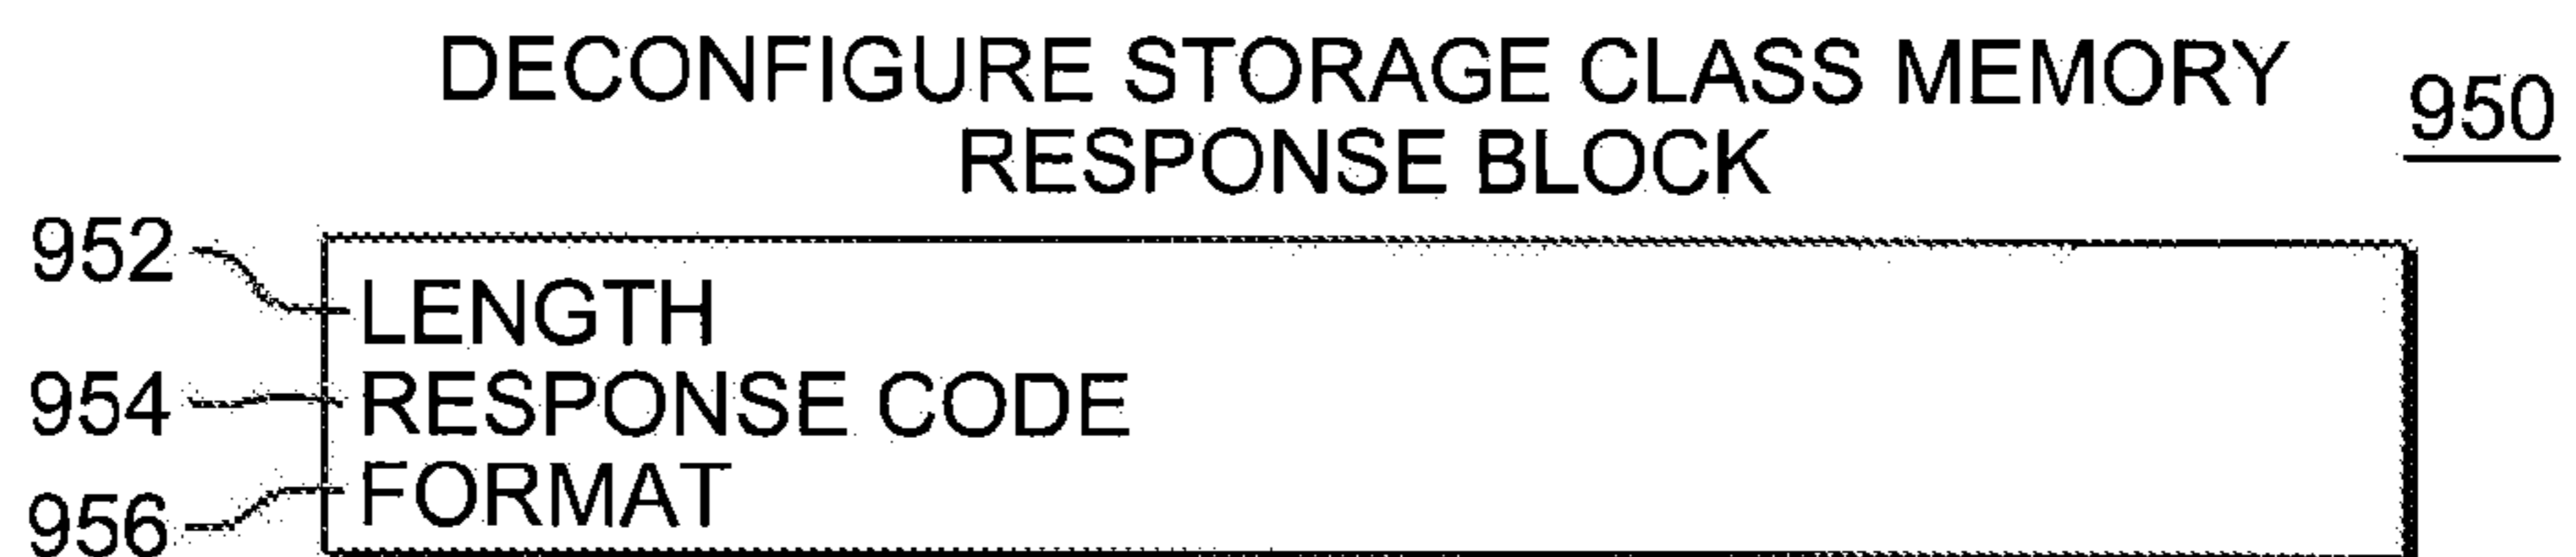 DECONFIGURE STORAGE CLASS MEMORY
RESPONSE BLOCK
950
952 LENGTH
954 RESPONSE CODE
956 FORMAT